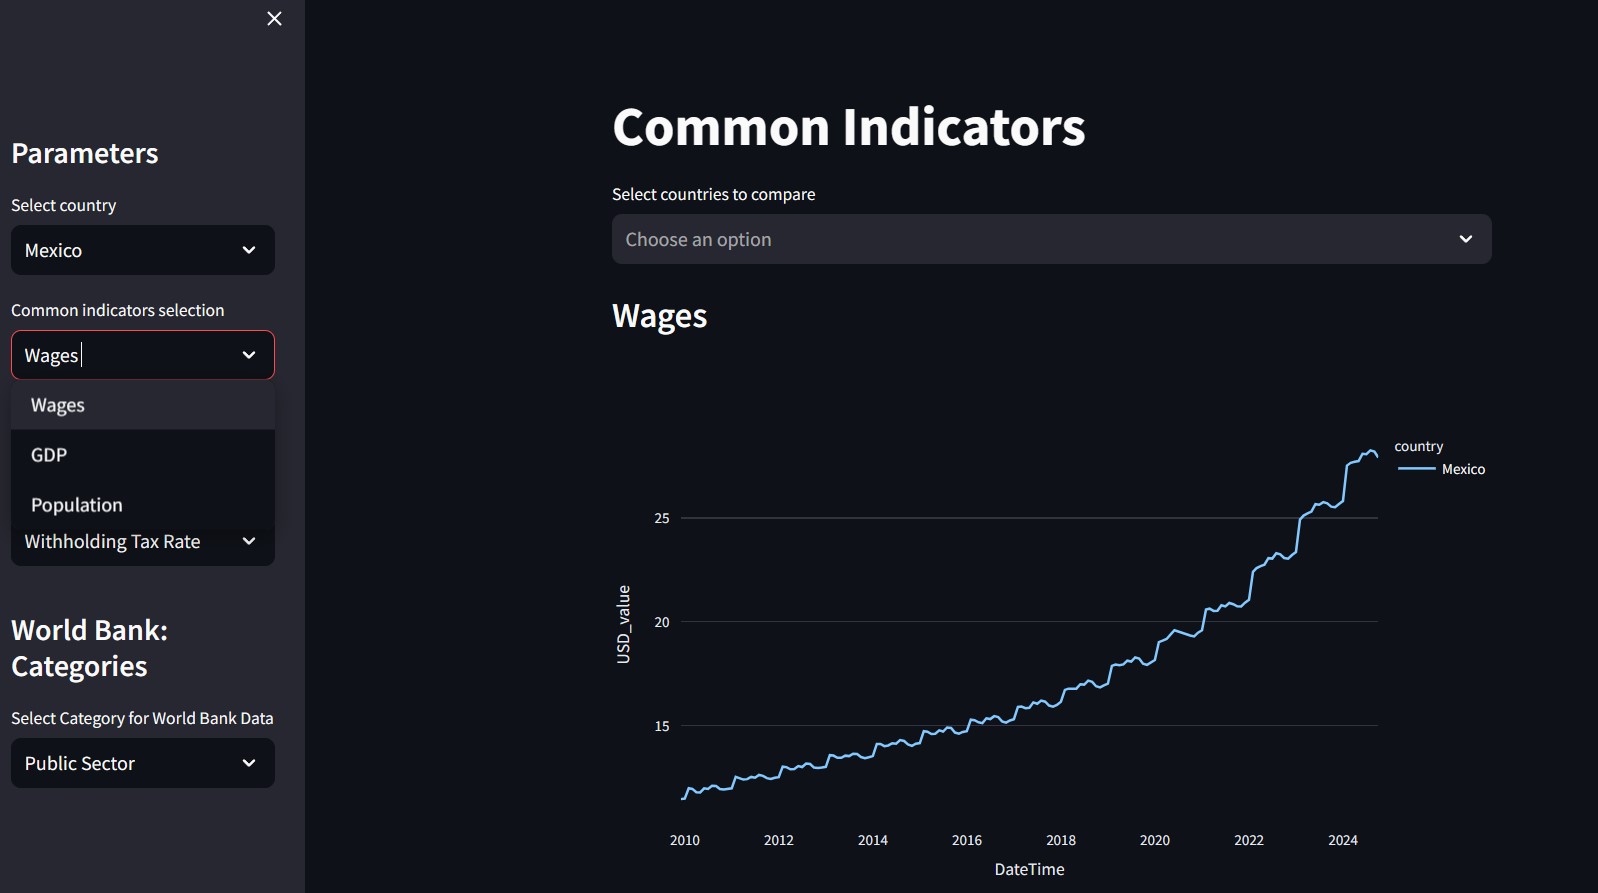 Parameters
Select country
Mexico
Common indicators selection
Wages
Wages
GDP
Population
Withholding Tax Rate
World Bank:
Categories
Select Category for World Bank Data
Public Sector
Common Indicators
Select countries to compare
Choose an option
Wages
country
Mexico
25
20
15
USD_value
2010 2012 2014 2016 2018 2020 2022 2024
DateTime